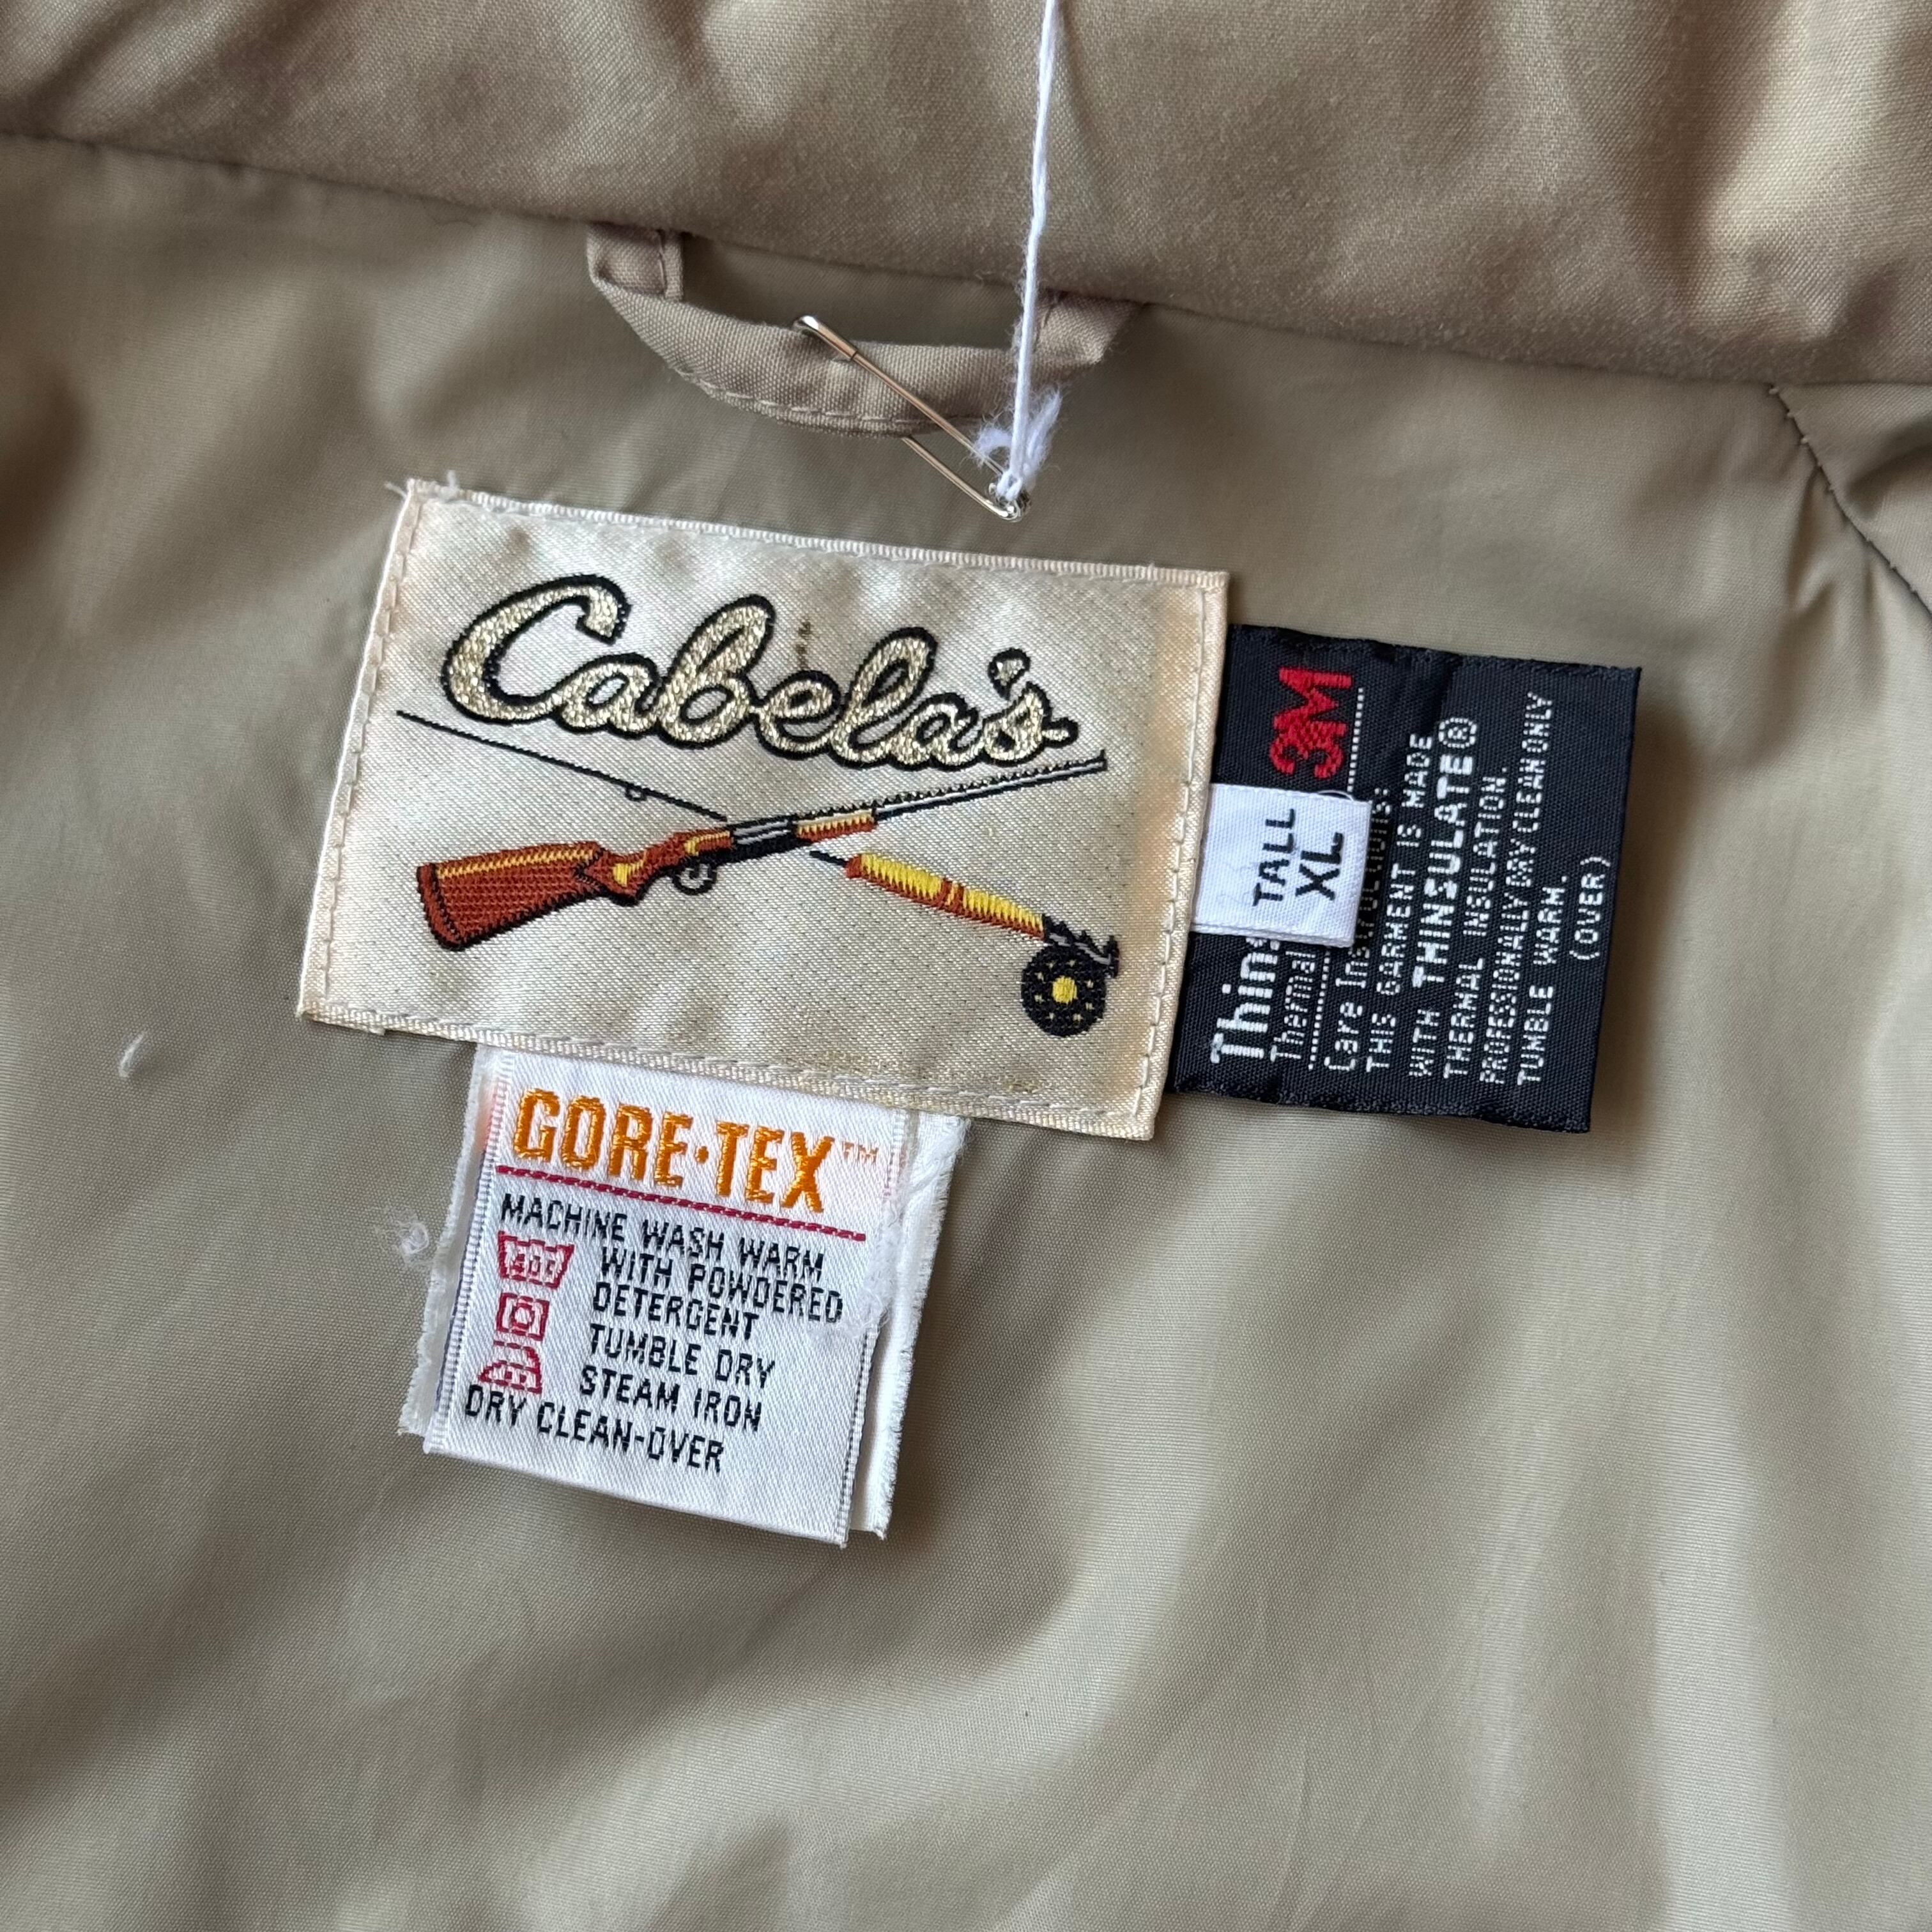 Cabela's
GORE-TEX™
MACHINE WASH WARM
WITH POWDERED
DETERGENT
TUMBLE DRY
STEAM IRON
DRY CLEAN-OVER
TALL
XL
3M
Thins
Thermal
Care Instructions:
THIS GARMENT IS MADE
WITH THINSULATE®
THERMAL INSULATION.
PROFESSIONALLY DRY CLEAN ONLY
TUMBLE WARM.
(OVER)